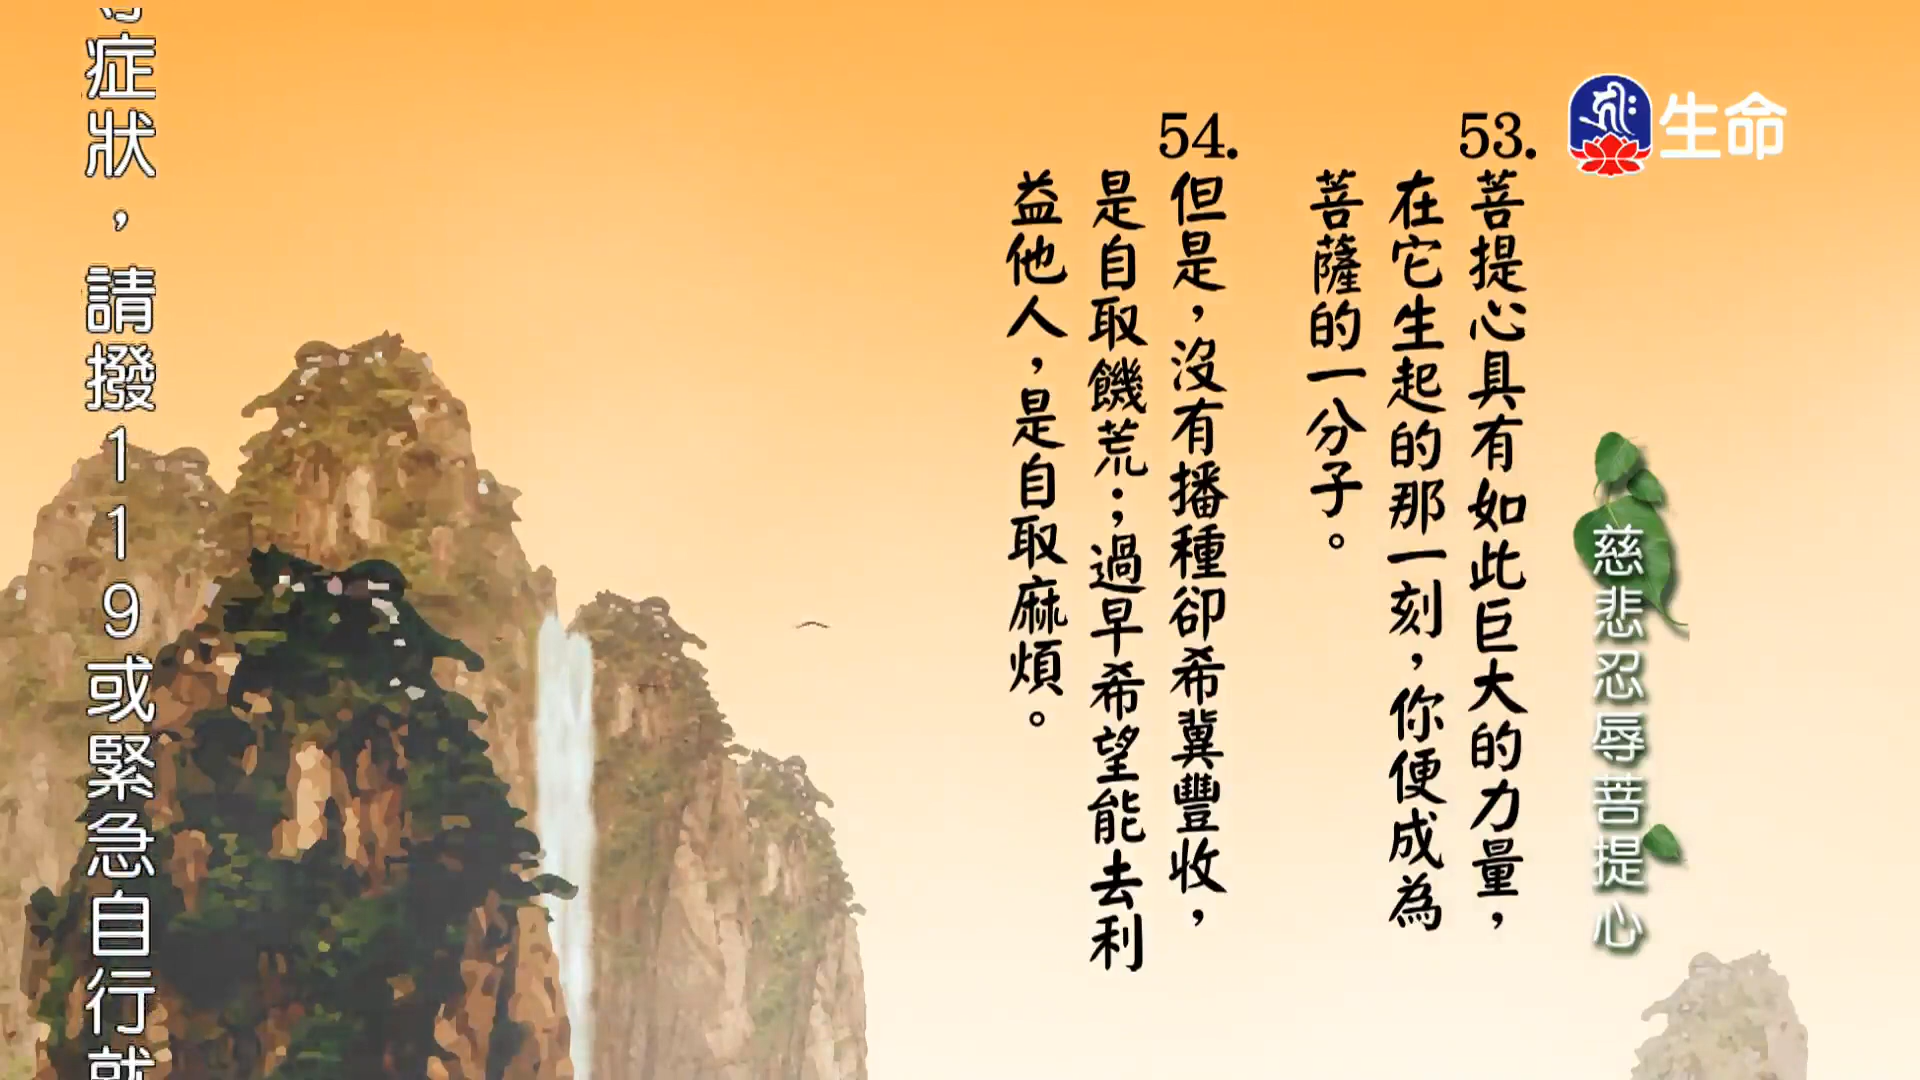 生命
慈悲忍辱菩提心
53.
菩提心具有如此巨大的力量，
在它生起的那一刻，你便成為
菩薩的一分子。
54.
但是，沒有播種卻希冀豐收，
是自取饑荒；過早希望能去利
益他人，是自取麻煩。
症狀，請撥119或緊急自行就